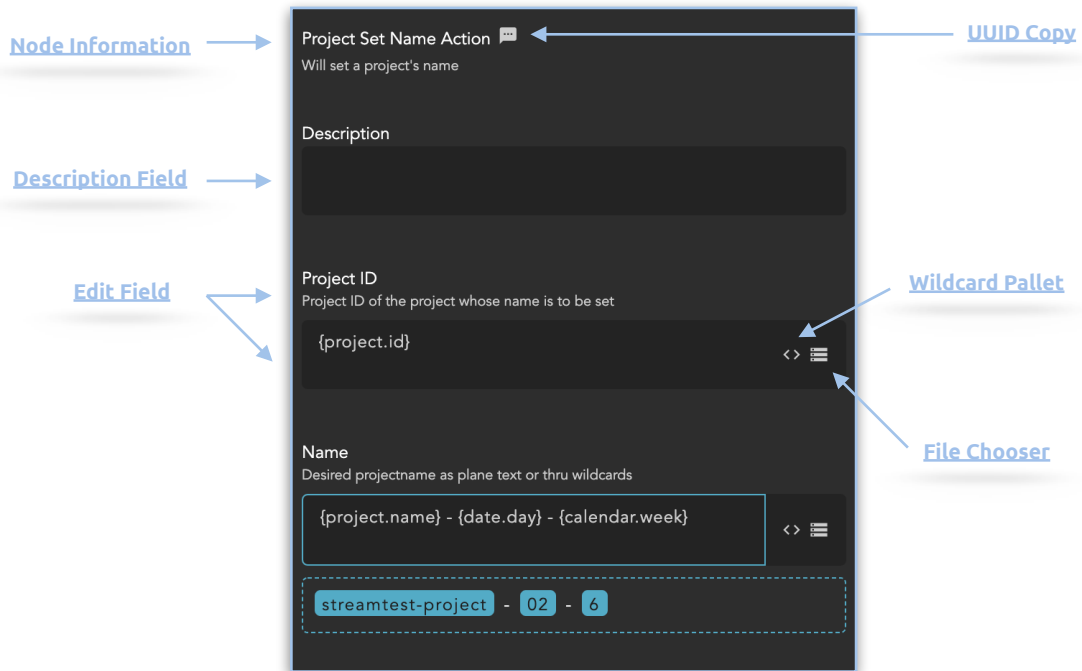 Node Information
Project Set Name Action
UUID Copy
Will set a project's name
Description
Description Field
Project ID
Edit Field
Project ID of the project whose name is to be set
Wildcard Pallet
{project.id}
<>
File Chooser
Name
Desired projectname as plane text or thru wildcards
{project.name} - {date.day} - {calendar.week}
<>
streamtest-project - 02 - 6